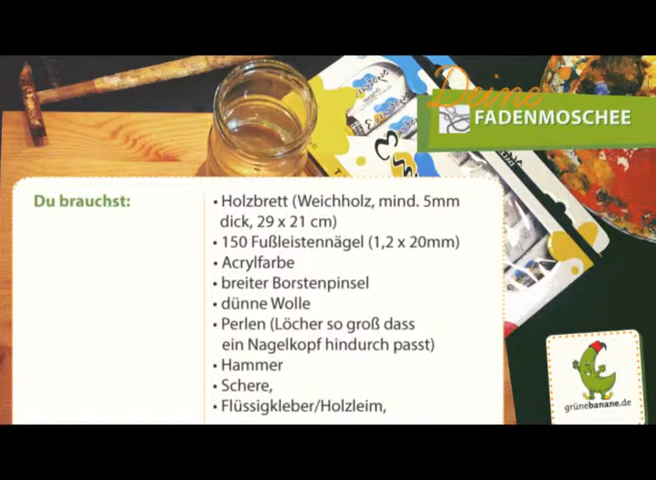 Deine
FADENMOSCHEE
Du brauchst:
• Holzbrett (Weichholz, mind. 5mm
dick, 29 x 21 cm)
• 150 Fußleistennägel (1,2 x 20mm)
• Acrylfarbe
• breiter Borstenpinsel
• dünne Wolle
• Perlen (Löcher so groß dass
ein Nagelkopf hindurch passt)
• Hammer
• Schere,
• Flüssigkleber/Holzleim,
grünebanane.de